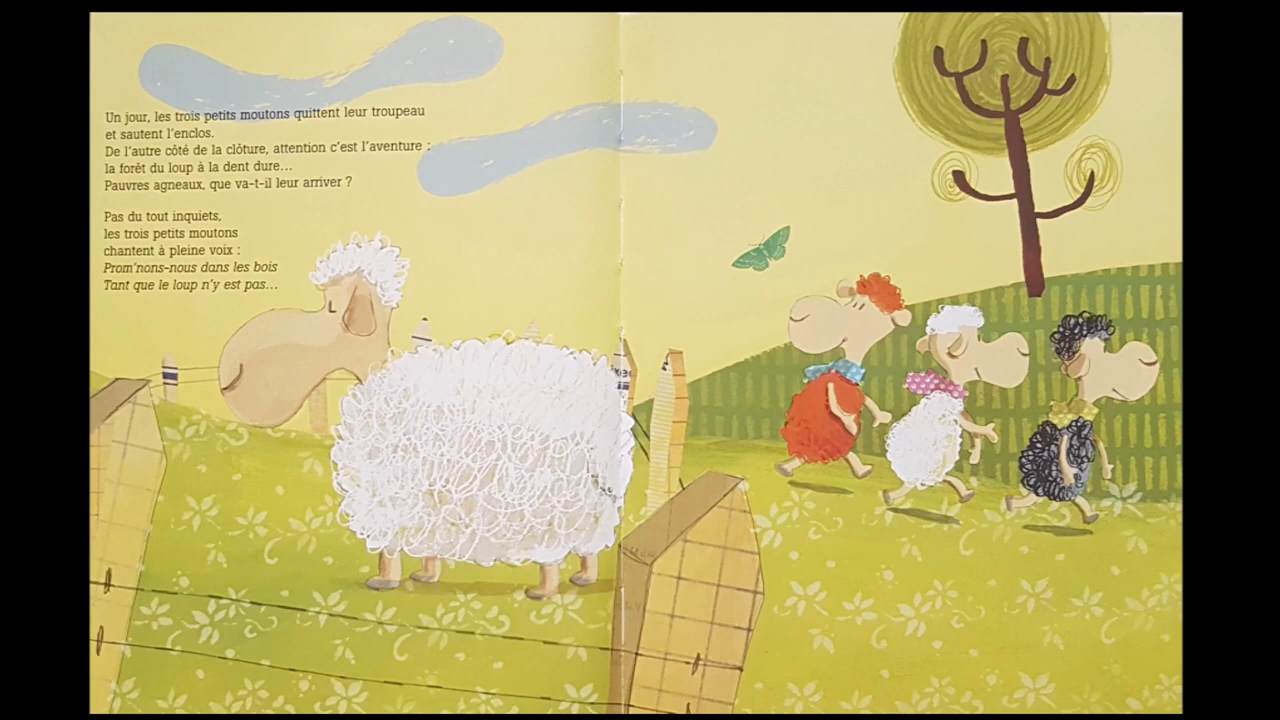 Un jour, les trois petits moutons quittent leur troupeau
et sautent l'enclos.
De l'autre côté de la clôture, attention c'est l'aventure :
la forêt du loup à la dent dure...
Pauvres agneaux, que va-t-il leur arriver ?
Pas du tout inquiets,
les trois petits moutons
chantent à pleine voix :
Prom'nons-nous dans les bois
Tant que le loup n'y est pas...